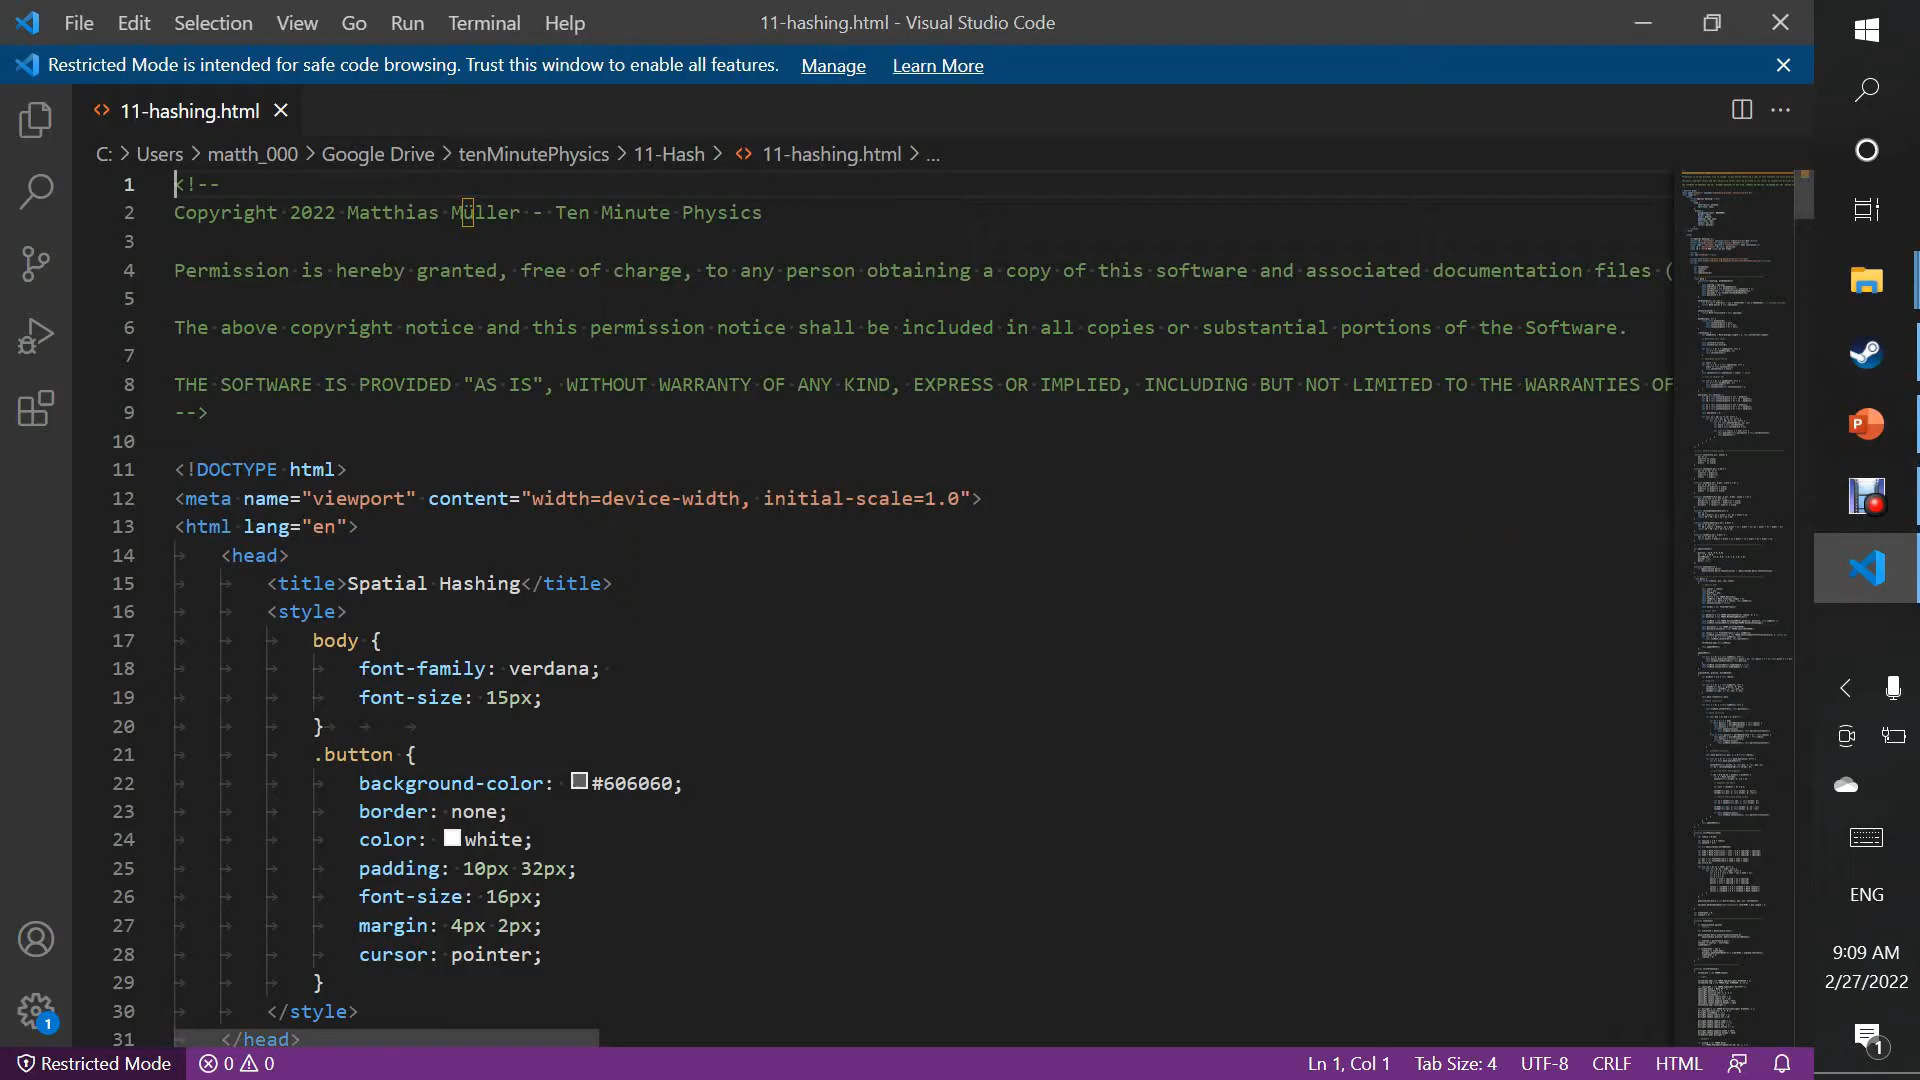 File Edit Selection View Go Run Terminal Help 11-hashing.html - Visual Studio Code
Restricted Mode is intended for safe code browsing. Trust this window to enable all features. Manage Learn More
11-hashing.html
C: > Users > matth_000 > Google Drive > tenMinutePhysics > 11-Hash > 11-hashing.html > ...
1 <!--
2 Copyright 2022 Matthias Müller - Ten Minute Physics
3
4 Permission is hereby granted, free of charge, to any person obtaining a copy of this software and associated documentation files (
5
6 The above copyright notice and this permission notice shall be included in all copies or substantial portions of the Software.
7
8 THE SOFTWARE IS PROVIDED "AS IS", WITHOUT WARRANTY OF ANY KIND, EXPRESS OR IMPLIED, INCLUDING BUT NOT LIMITED TO THE WARRANTIES OF
9 -->
10
11 <!DOCTYPE html>
12 <meta name="viewport" content="width=device-width, initial-scale=1.0">
13 <html lang="en">
14 <head>
15 <title>Spatial Hashing</title>
16 <style>
17 body {
18 font-family: verdana;
19 font-size: 15px;
20 }
21 .button {
22 background-color: #606060;
23 border: none;
24 color: white;
25 padding: 10px 32px;
26 font-size: 16px;
27 margin: 4px 2px;
28 cursor: pointer;
29 }
30 </style>
31 </head>
1
Restricted Mode 0 0 Ln 1, Col 1 Tab Size: 4 UTF-8 CRLF HTML
P
ENG
9:09 AM
2/27/2022
1